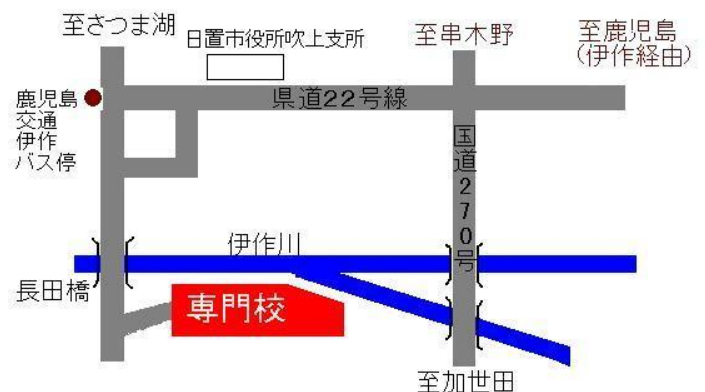 至さつま湖
日置市役所吹上支所
至串木野
至鹿児島
(伊作経由)
鹿児島
交通
伊作
バス停
県道22号線
国道270号
伊作川
長田橋
専門校
至加世田